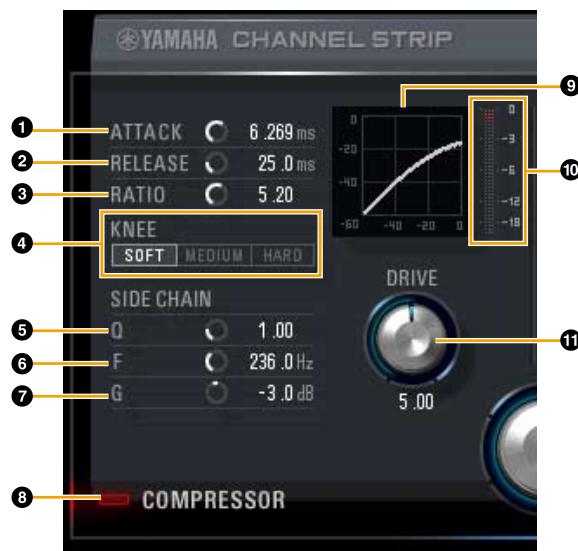 YAMAHA CHANNEL STRIP
1 ATTACK 6.269 ms
2 RELEASE 25.0 ms
3 RATIO 5.20
4 KNEE
SOFT MEDIUM HARD
SIDE CHAIN
5 Q 1.00
6 F 236.0 Hz
7 G -3.0 dB
8 COMPRESSOR
9
0
-20
-40
-60 -40 -20 0
10
0
-3
-6
-12
-18
DRIVE
11
5.00